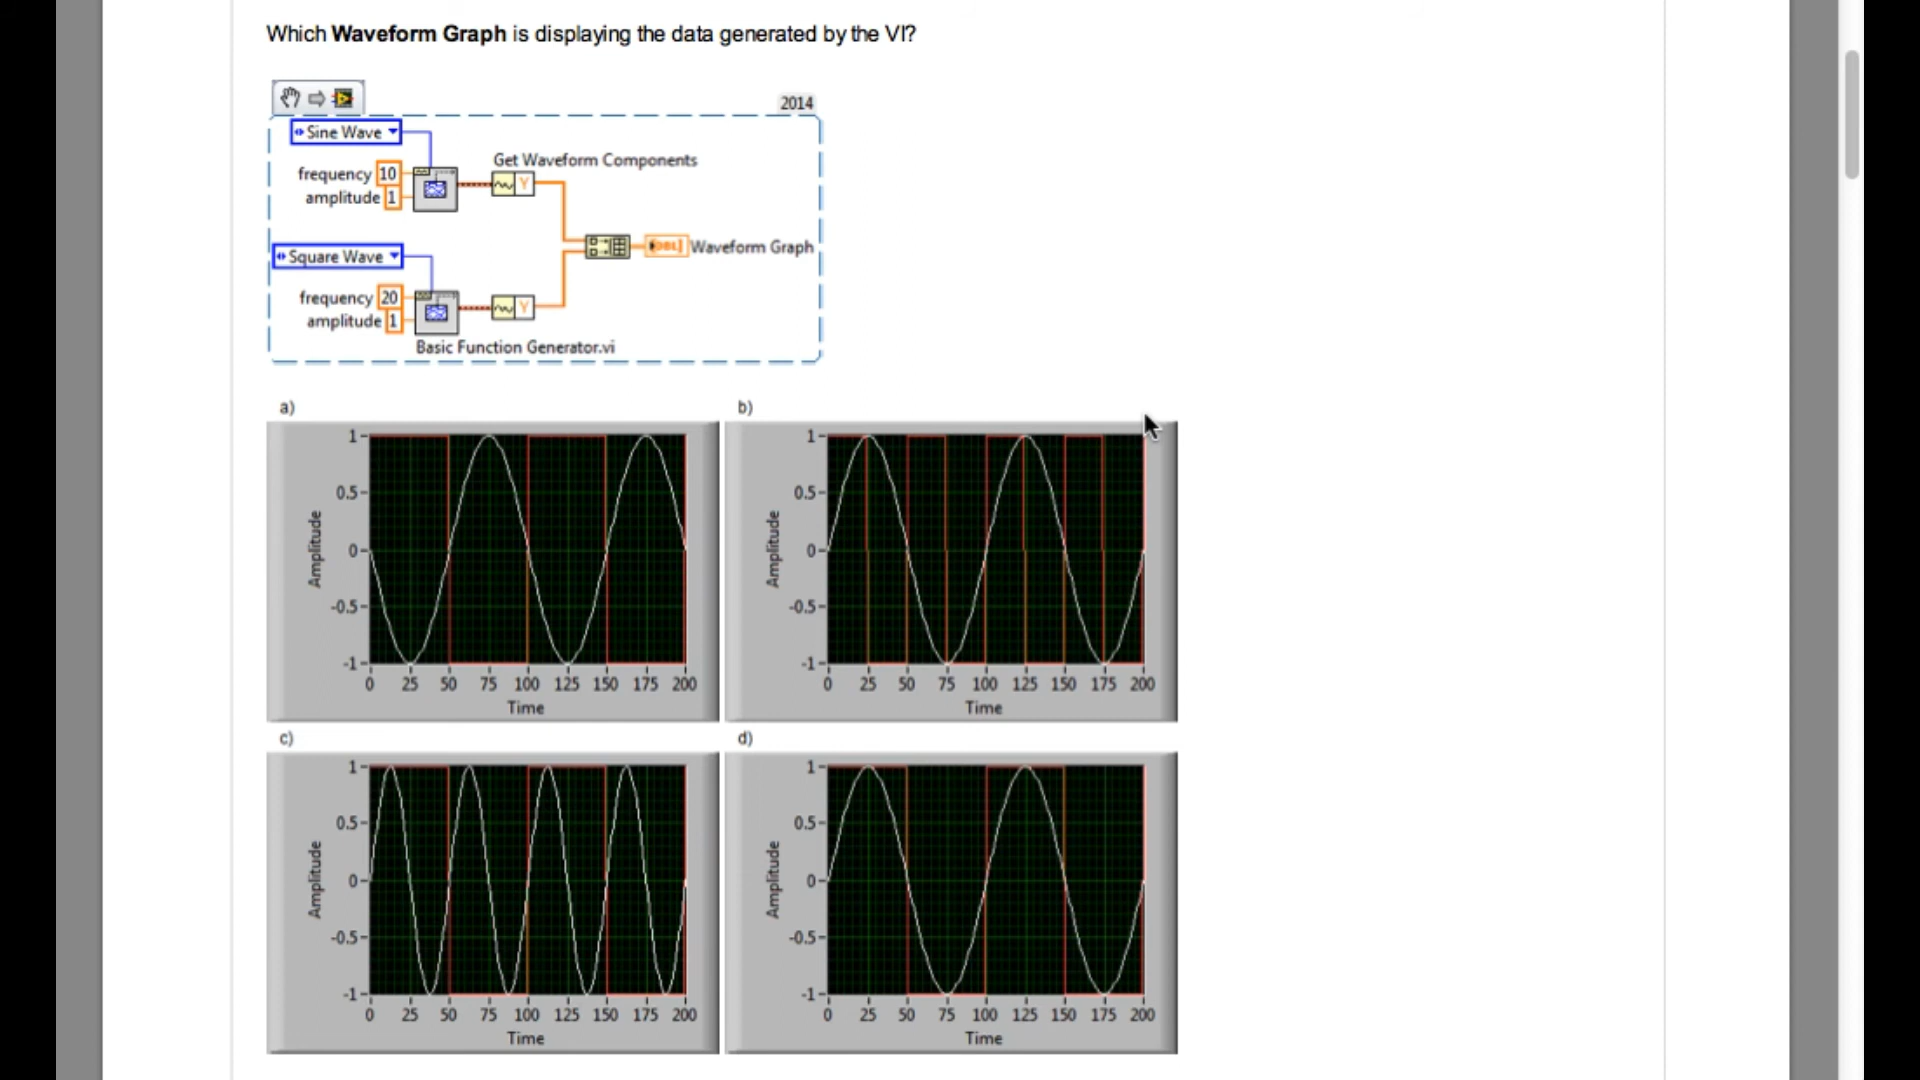 Which Waveform Graph is displaying the data generated by the VI?
2014
Sine Wave
Get Waveform Components
frequency 10
amplitude 1
Y
Waveform Graph
Square Wave
frequency 20
amplitude 1
Y
Basic Function Generator.vi
a)
1
0.5
0
-0.5
-1
Amplitude
0 25 50 75 100 125 150 175 200
Time
b)
1
0.5
0
-0.5
-1
Amplitude
0 25 50 75 100 125 150 175 200
Time
c)
1
0.5
0
-0.5
-1
Amplitude
0 25 50 75 100 125 150 175 200
Time
d)
1
0.5
0
-0.5
-1
Amplitude
0 25 50 75 100 125 150 175 200
Time